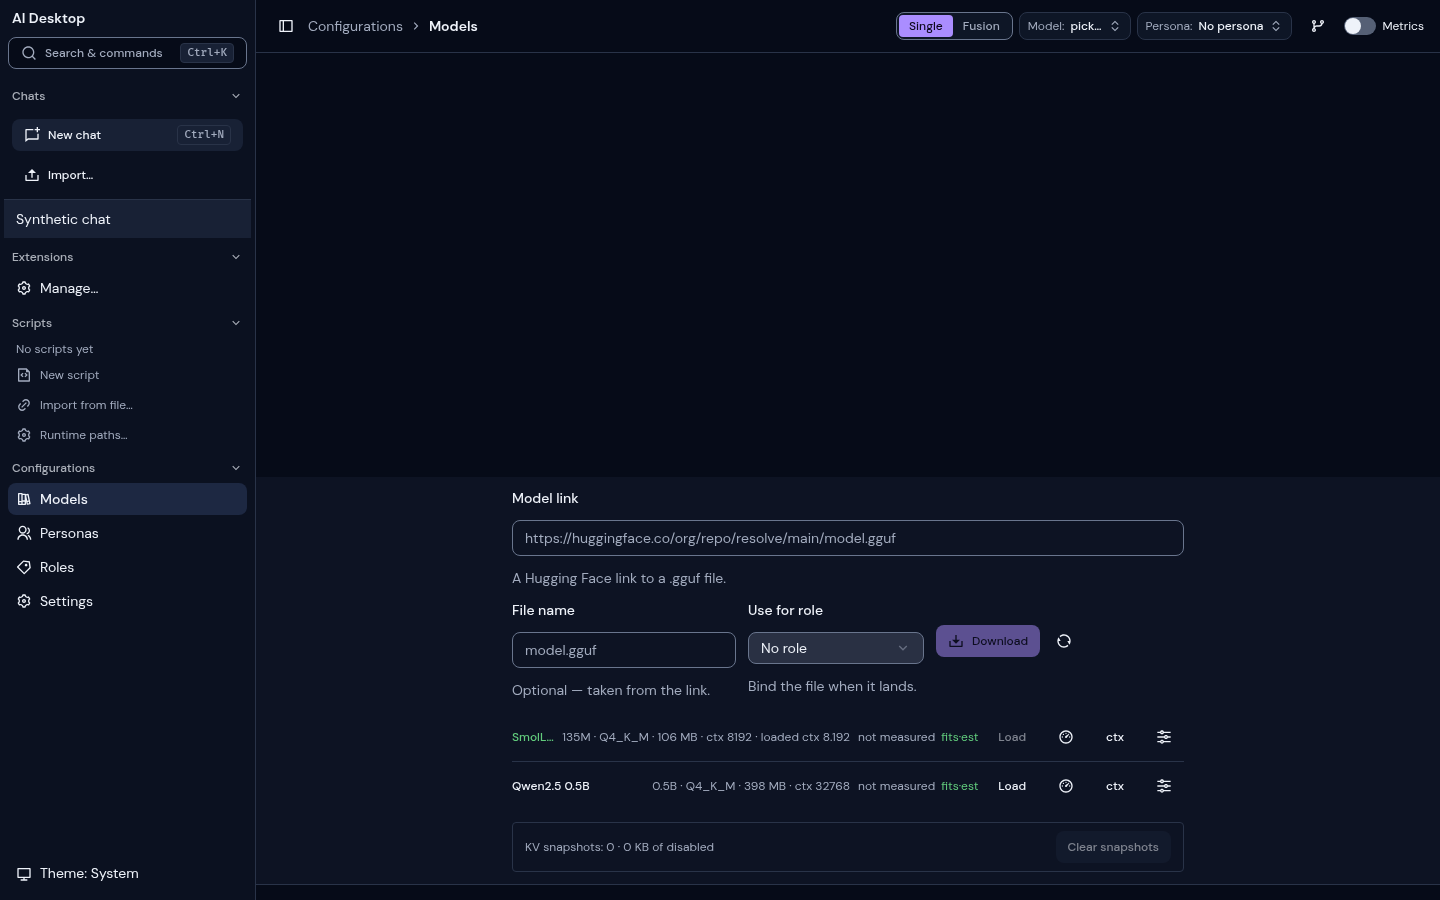 AI Desktop
Search & commands Ctrl+K
Chats
New chat Ctrl+N
Import...
Synthetic chat
Extensions
Manage...
Scripts
No scripts yet
New script
Import from file...
Runtime paths...
Configurations
Models
Personas
Roles
Settings
Theme: System
Configurations > Models
Single Fusion Model: pick... Persona: No persona Metrics
Model link
https://huggingface.co/org/repo/resolve/main/model.gguf
A Hugging Face link to a .gguf file.
File name Use for role
model.gguf No role Download
Optional — taken from the link. Bind the file when it lands.
SmolL... 135M · Q4_K_M · 106 MB · ctx 8192 · loaded ctx 8.192 not measured fits·est Load ctx
Qwen2.5 0.5B 0.5B · Q4_K_M · 398 MB · ctx 32768 not measured fits·est Load ctx
KV snapshots: 0 · 0 KB of disabled Clear snapshots